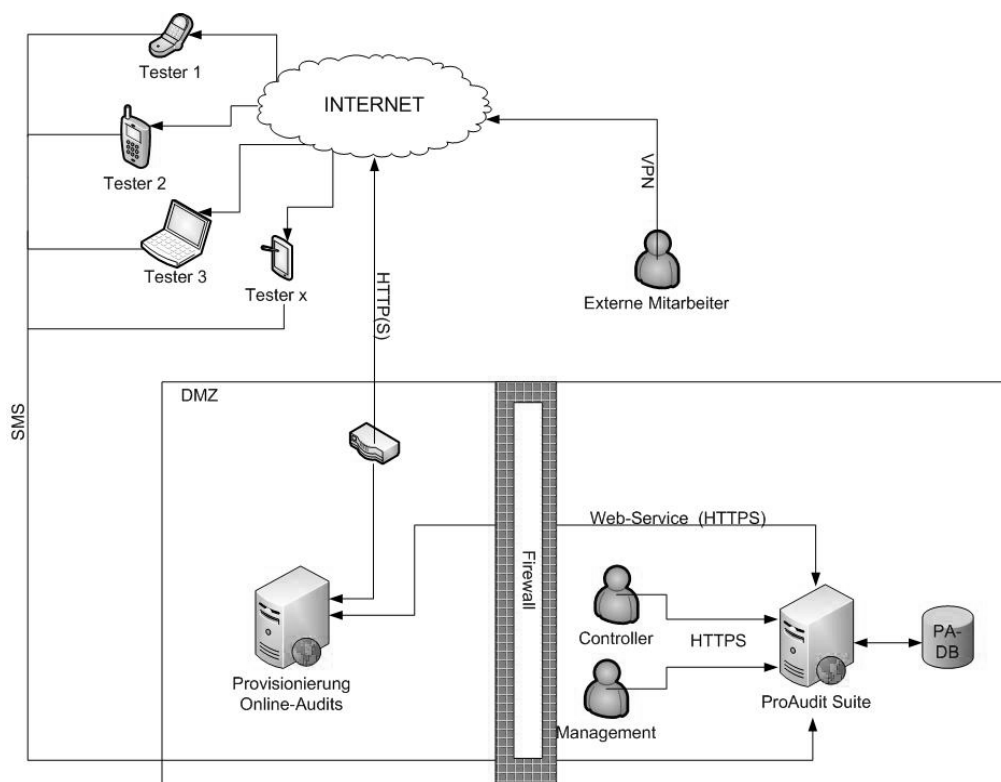 Tester 1
INTERNET
Tester 2
VPN
Tester 3
Tester x
HTTP(S)
Externe Mitarbeiter
DMZ
SMS
Web-Service (HTTPS)
Firewall
Controller
HTTPS
PA-
DB
Provisionierung
Online-Audits
ProAudit Suite
Management